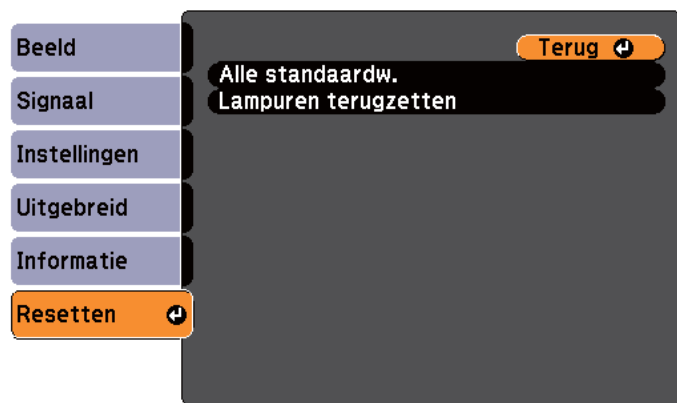 Beeld
Signaal
Instellingen
Uitgebreid
Informatie
Resetten
Terug
Alle standaardw.
Lampuren terugzetten